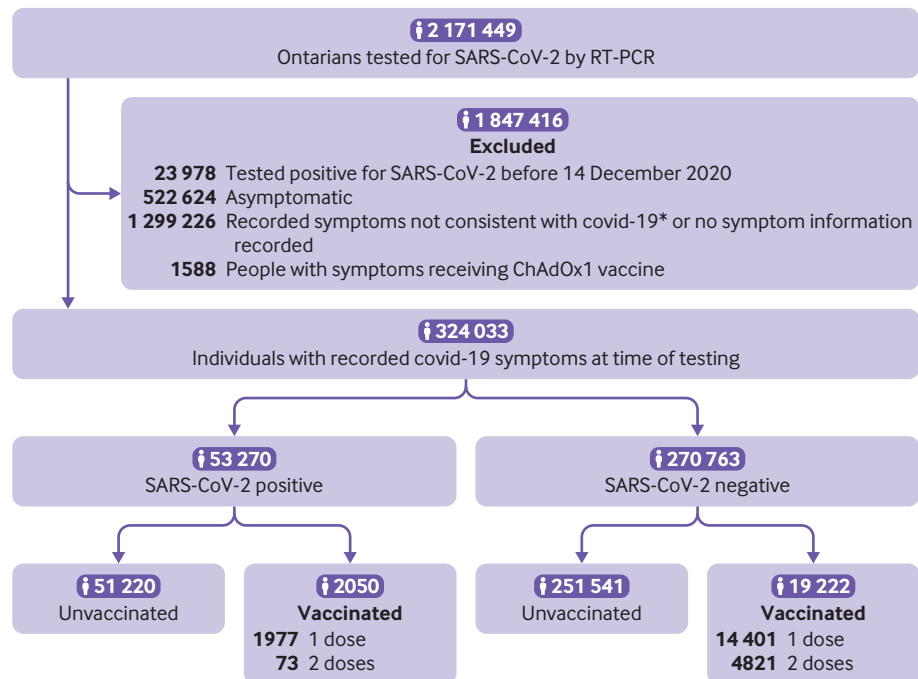 2 171 449
Ontarians tested for SARS-CoV-2 by RT-PCR
1 847 416
Excluded
23 978 Tested positive for SARS-CoV-2 before 14 December 2020
522 624 Asymptomatic
1 299 226 Recorded symptoms not consistent with covid-19* or no symptom information
recorded
1588 People with symptoms receiving ChAdOx1 vaccine
324 033
Individuals with recorded covid-19 symptoms at time of testing
53 270
SARS-CoV-2 positive
270 763
SARS-CoV-2 negative
51 220
Unvaccinated
2050
Vaccinated
1977 1 dose
73 2 doses
251 541
Unvaccinated
19 222
Vaccinated
14 401 1 dose
4821 2 doses